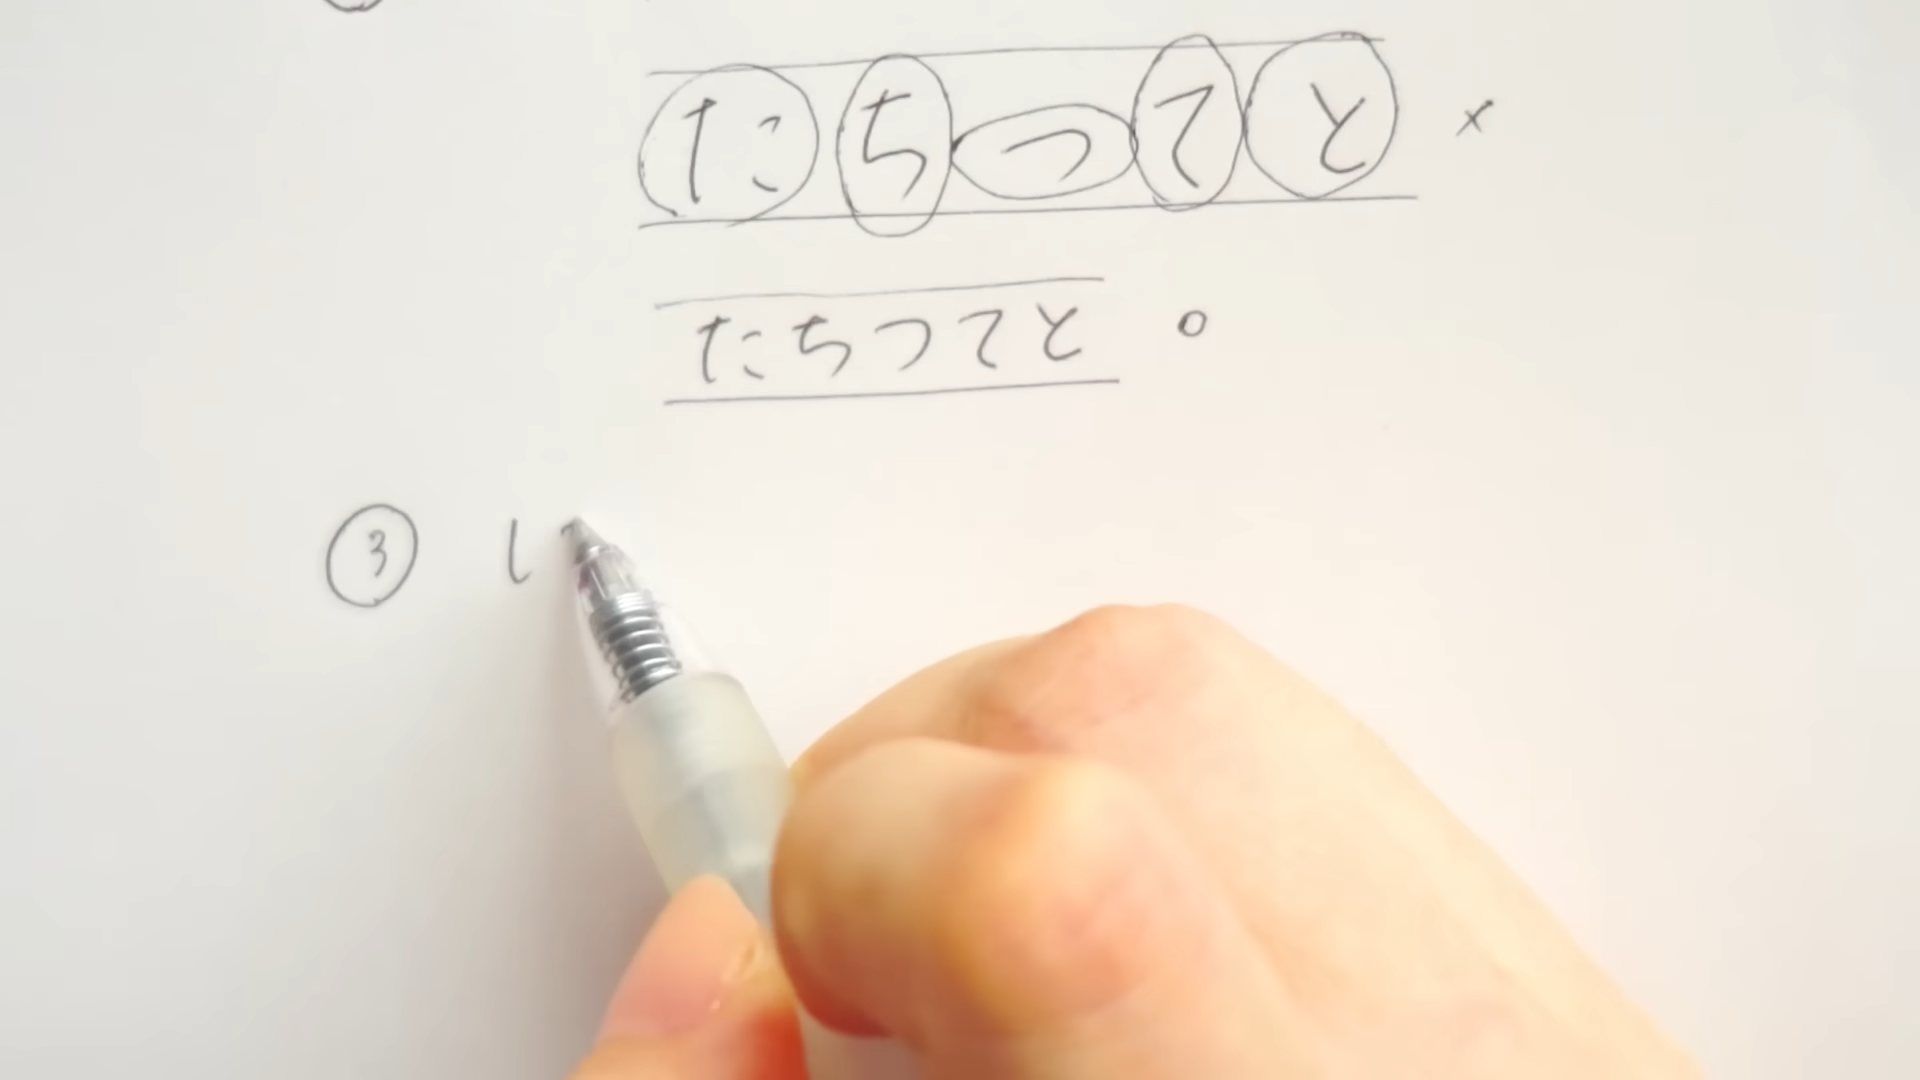 たちつてと ×
たちつてと ○
③ し